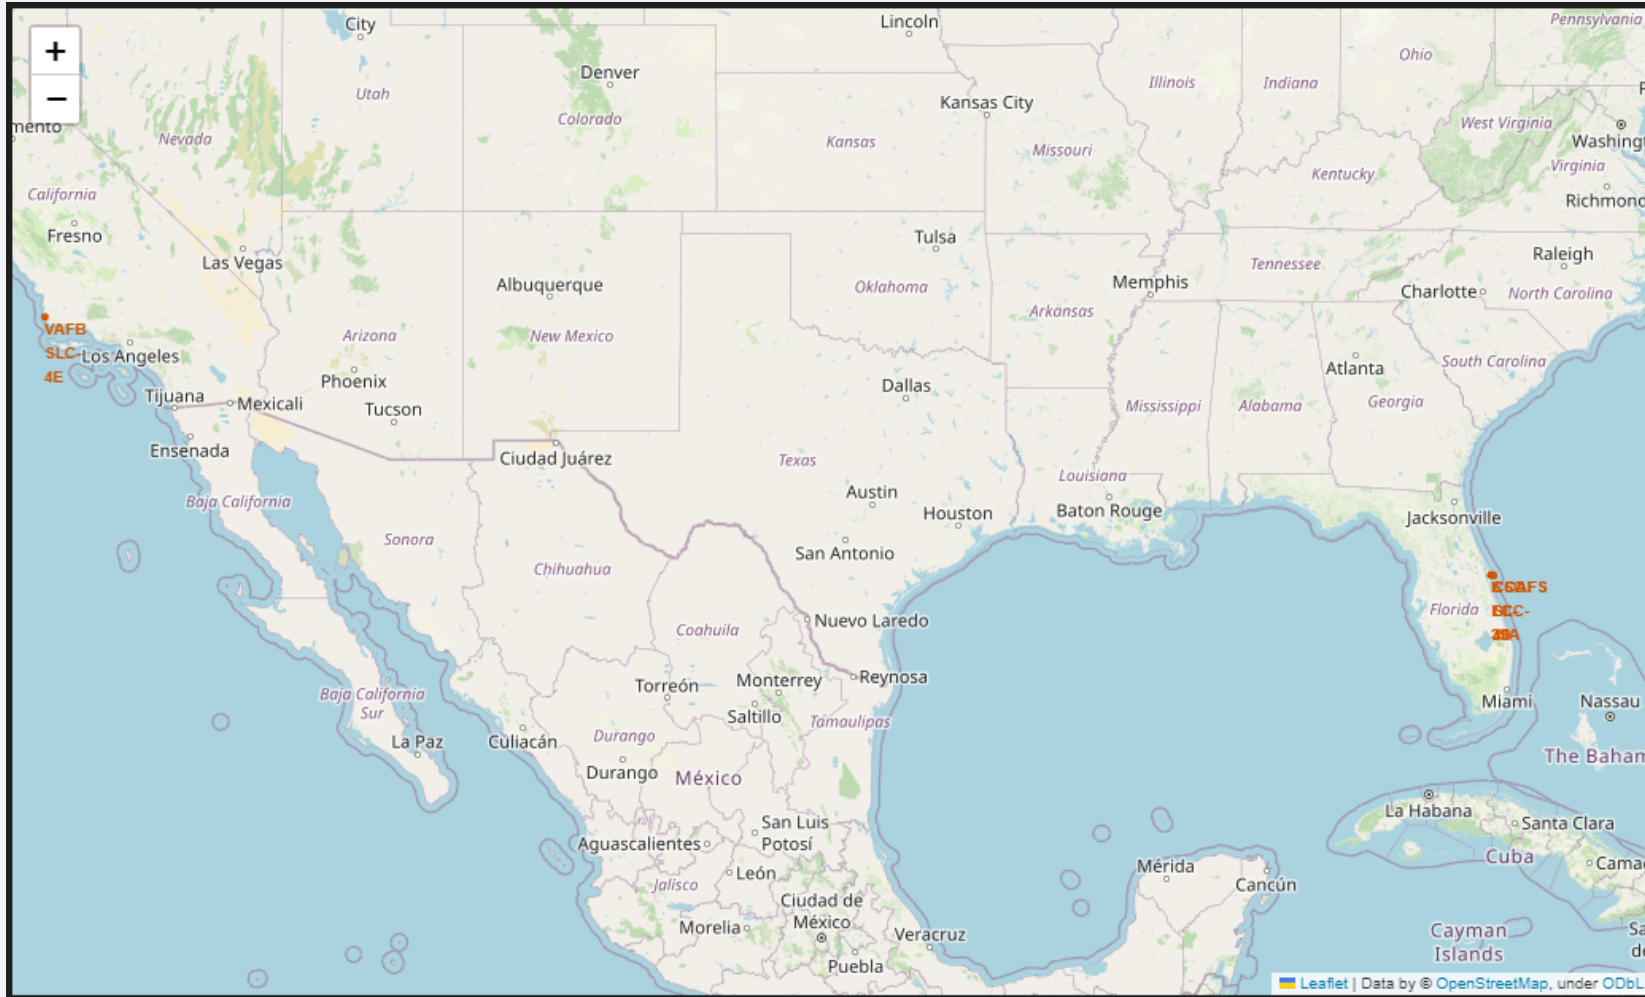 City
Lincoln
Pennsylvania
+
Ohio
Denver
Illinois
Indiana
Utah
−
Kansas City
Colorado
West Virginia
mento
Nevada
Kansas
Washingt
Missouri
Virginia
Kentucky
California
Richmond
Fresno
Tulsa
Raleigh
Las Vegas
Tennessee
Albuquerque
Oklahoma
Memphis
Charlotte
North Carolina
Arkansas
VAFB
Arizona
New Mexico
SLC-
Los Angeles
South Carolina
4E
Phoenix
Dallas
Atlanta
Tijuana
Mexicali
Tucson
Mississippi
Alabama
Georgia
Ensenada
Ciudad Juárez
Texas
Louisiana
Baja California
Austin
Houston
Baton Rouge
Jacksonville
Sonora
San Antonio
Chihuahua
Florida
Coahuila
Nuevo Laredo
Torreón
Monterrey
Reynosa
Baja California
Sur
Saltillo
Tamaulipas
Miami
Nassau
La Paz
Culiacán
Durango
The Baham
Durango
México
La Habana
San Luis
Potosí
Santa Clara
Aguascalientes
Cuba
Camag
León
Mérida
Jalisco
Cancún
Ciudad de
México
Morelia
Veracruz
Cayman
Islands
Puebla
Leaflet | Data by © OpenStreetMap, under ODbL